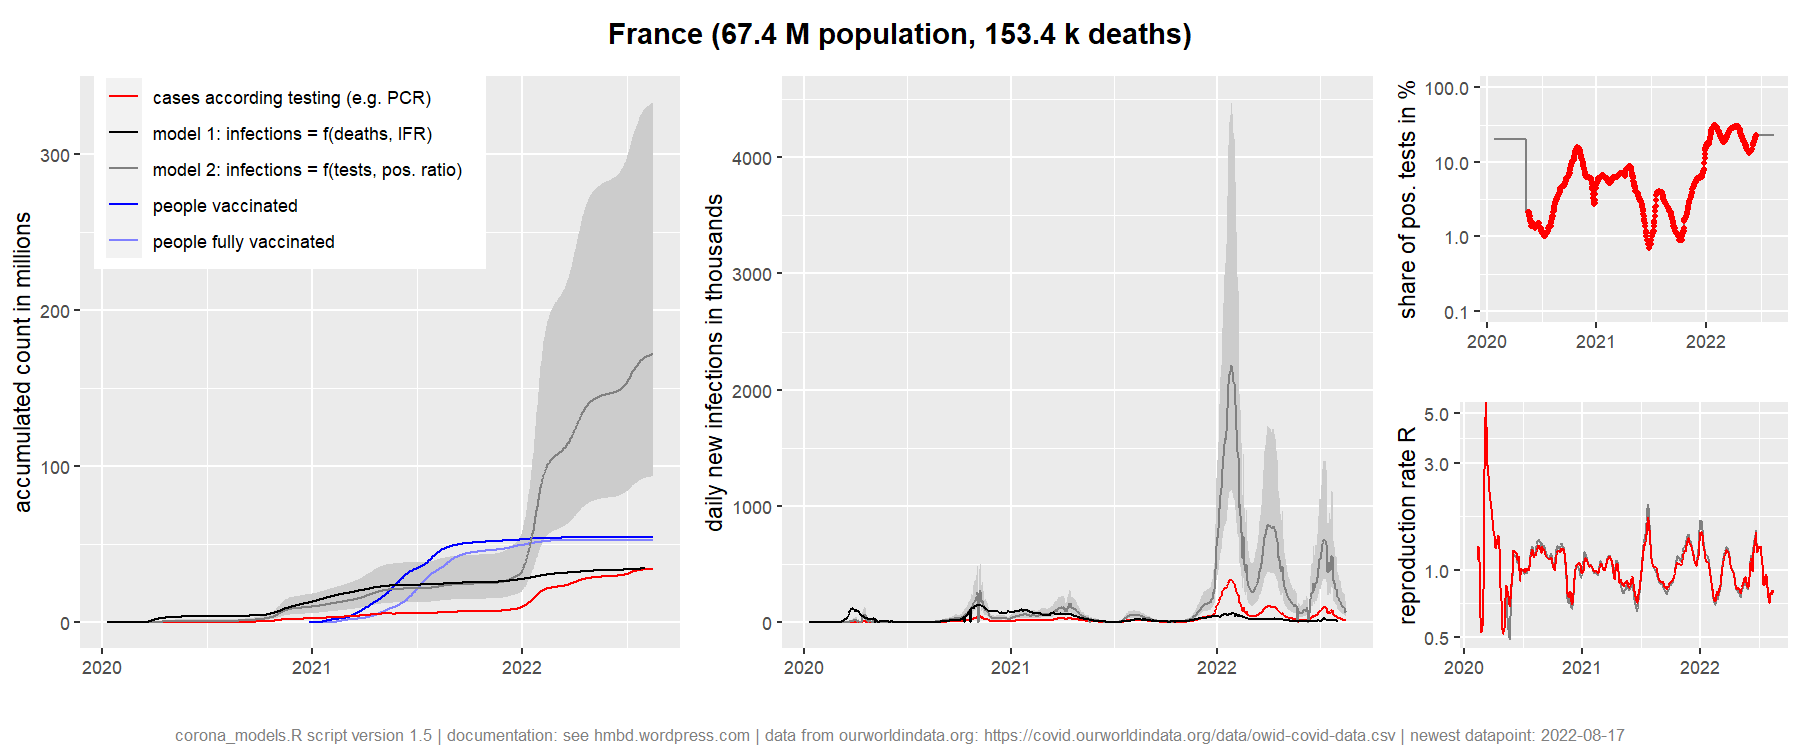 France (67.4 M population, 153.4 k deaths)
accumulated count in millions
300
200
100
0
2020
2021
2022
cases according testing (e.g. PCR)
model 1: infections = f(deaths, IFR)
model 2: infections = f(tests, pos. ratio)
people vaccinated
people fully vaccinated
daily new infections in thousands
4000
3000
2000
1000
0
2020
2021
2022
share of pos. tests in %
100.0
10.0
1.0
0.1
2020
2021
2022
reproduction rate R
5.0
3.0
1.0
0.5
2020
2021
2022
corona_models.R script version 1.5 | documentation: see hmbd.wordpress.com | data from ourworldindata.org: https://covid.ourworldindata.org/data/owid-covid-data.csv | newest datapoint: 2022-08-17